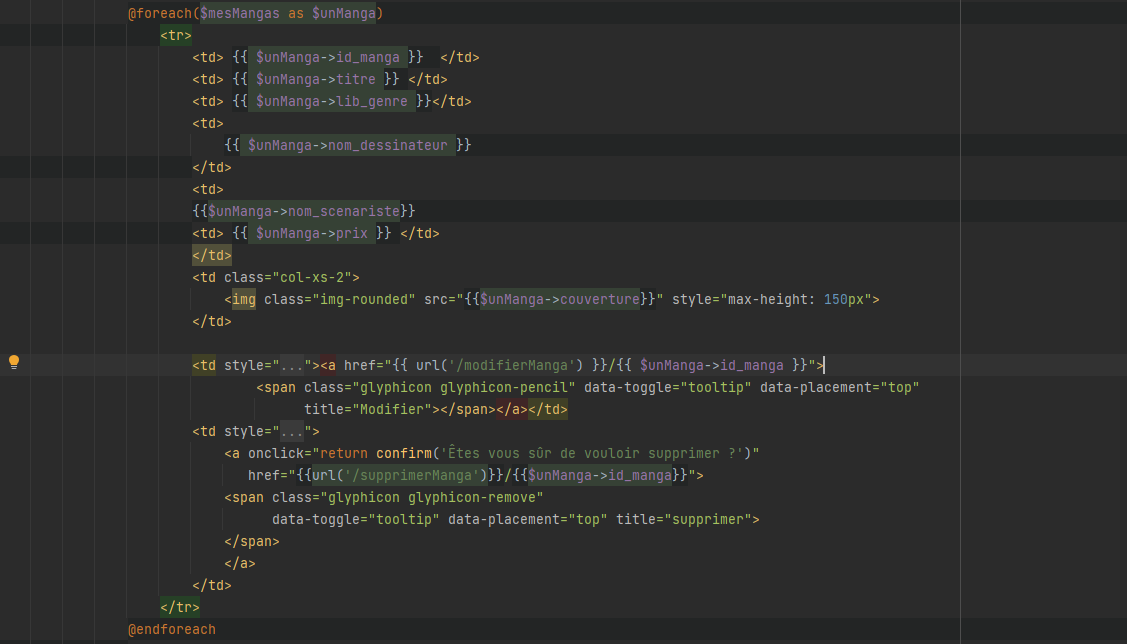 @foreach($mesMangas as $unManga)
<tr>
<td> {{ $unManga->id_manga }}  </td>
<td> {{ $unManga->titre }} </td>
<td> {{ $unManga->lib_genre }}</td>
<td>
{{ $unManga->nom_dessinateur }}
</td>
<td>
{{$unManga->nom_scenariste}}
<td> {{ $unManga->prix }} </td>
</td>
<td class="col-xs-2">
<img class="img-rounded" src="{{$unManga->couverture}}" style="max-height: 150px">
</td>
<td style="..."><a href="{{ url('/modifierManga') }}/{{ $unManga->id_manga }}">
<span class="glyphicon glyphicon-pencil" data-toggle="tooltip" data-placement="top"
title="Modifier"></span></a></td>
<td style="...">
<a onclick="return confirm('Êtes vous sûr de vouloir supprimer ?')"
href="{{url('/supprimerManga')}}/{{$unManga->id_manga}}">
<span class="glyphicon glyphicon-remove"
data-toggle="tooltip" data-placement="top" title="supprimer">
</span>
</a>
</td>
</tr>
@endforeach